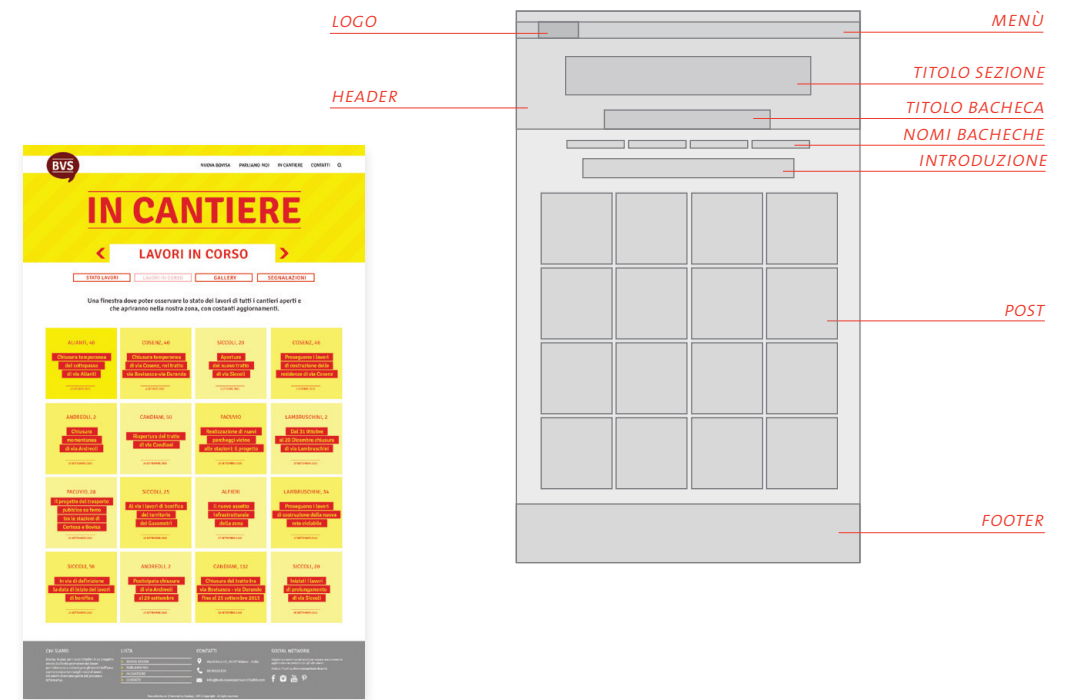 LOGO
HEADER
MENÙ
TITOLO SEZIONE
TITOLO BACHECA
NOMI BACHECHE
INTRODUZIONE
POST
FOOTER
BVS
NUOVA BOVISA PARLIAMO NOI IN CANTIERE CONTATTI
IN CANTIERE
LAVORI IN CORSO
STATO LAVORI
LAVORI IN CORSO
GALLERY
SEGNALAZIONI
Una finestra dove poter osservare lo stato dei lavori di tutti i cantieri aperti e
che apriranno nella nostra zona, con costanti aggiornamenti.
ALIANTI, 40
Chiusura temporanea
del sottopasso
di via Alianti
COSENZ, 40
Chiusura temporanea
di via Cosenz, nel tratto
via Bovisasca-via Durando
SICCOLI, 20
Apertura
del nuovo tratto
di via Siccoli
COSENZ,
Proseguono i lavori
di costruzione delle
residenze di via Cosenz
ANDREOLI, 2
Chiusura
momentanea
di via Andreoli
CANDIANI, 50
Riapertura del tratto
di via Candiani
PACUVIO
Realizzazione di nuovi
parcheggi vicino
alle stazioni: il progetto
LAMBRUSCHINI, 2
Dal 31 Ottobre
al 20 Dicembre chiusura
di via Lambruschini
PACUVIO, 20
Il progetto del trasporto
pubblico su ferro
tra le stazioni di
Certosa e Bovisa
SICCOLI, 25
Al via i lavori di bonifica
del territorio
dei Gasometri
ALFIERI
Il nuovo assetto
infrastrutturale
della zona
LAMBRUSCHINI, 34
Proseguono i lavori
di costruzione della nuova
rete ciclabile
SICCOLI, 50
In via di definizione
la data di inizio dei lavori
di bonifica
ANDREOLI, 2
Posticipata chiusura
di via Andreoli
al 29 settembre
CANDIANI, 132
Chiusura del tratto tra
via Bovisasca - via Durando
fino al 25 settembre 2015
SICCOLI, 20
Iniziati i lavori
di prolungamento
di via Siccoli
CHI SIAMO
LISTA
CONTATTI
SOCIAL NETWORK